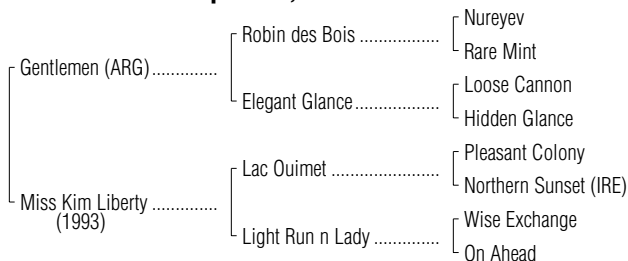 Nureyev
Robin des Bois ..................
Rare Mint
Gentlemen (ARG) ...............
Loose Cannon
Elegant Glance ...................
Hidden Glance
Pleasant Colony
Lac Ouimet ........................
Northern Sunset (IRE)
Miss Kim Liberty ...............
(1993)
Wise Exchange
Light Run n Lady ...............
On Ahead